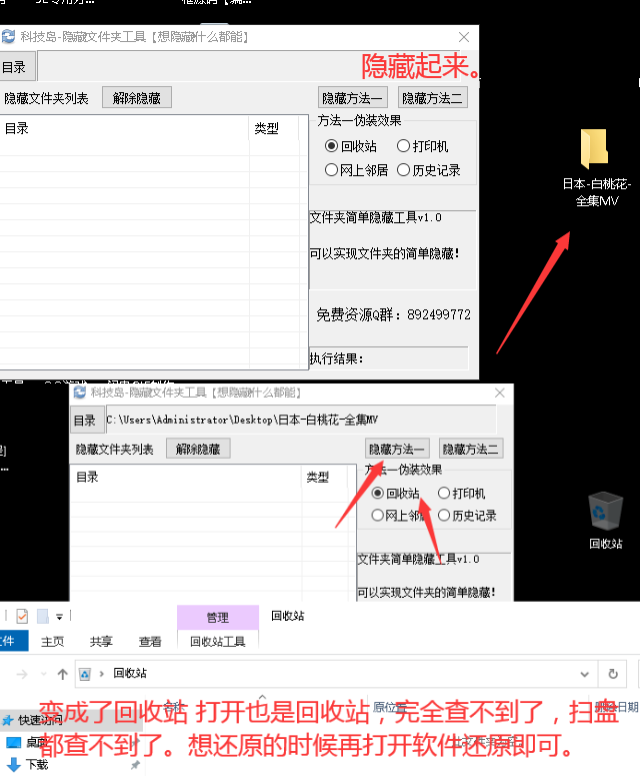 科技岛-隐藏文件夹工具【想隐藏什么都能】
目录
隐藏起来。
隐藏文件夹列表
解除隐藏
隐藏方法一
隐藏方法二
目录
类型
方法一伪装效果
回收站
打印机
网上邻居
历史记录
文件夹简单隐藏工具v1.0
可以实现文件夹的简单隐藏!
免费资源Q群: 892499772
执行结果:
日本-白桃花-
全集MV
科技岛-隐藏文件夹工具【想隐藏什么都能】
目录
C:\Users\Administrator\Desktop\日本-白桃花-全集MV
隐藏文件夹列表
解除隐藏
隐藏方法一
隐藏方法二
目录
类型
方法一伪装效果
回收站
打印机
网上邻
历史记录
文件夹简单隐藏工具v1.0
可以实现文件夹的简单隐藏!
回收站
管理
回收站
文件
主页
共享
查看
回收站工具
回收站
快速访问
原位置
删除日期
变成了回收站 打开也是回收站，完全查不到了，扫盘
都查不到了。想还原的时候再打开软件还原即可。
桌面
下载